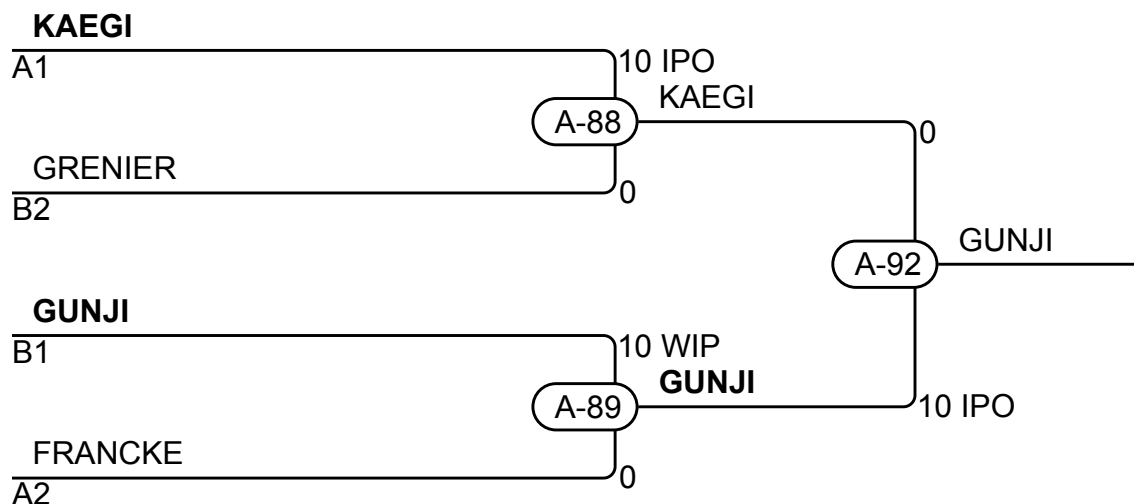 KAEGI
A1
10 IPO
KAEGI
A-88
0
GRENIER
0
B2
GUNJI
A-92
GUNJI
B1
10 WIP
GUNJI
A-89
10 IPO
FRANCKE
0
A2